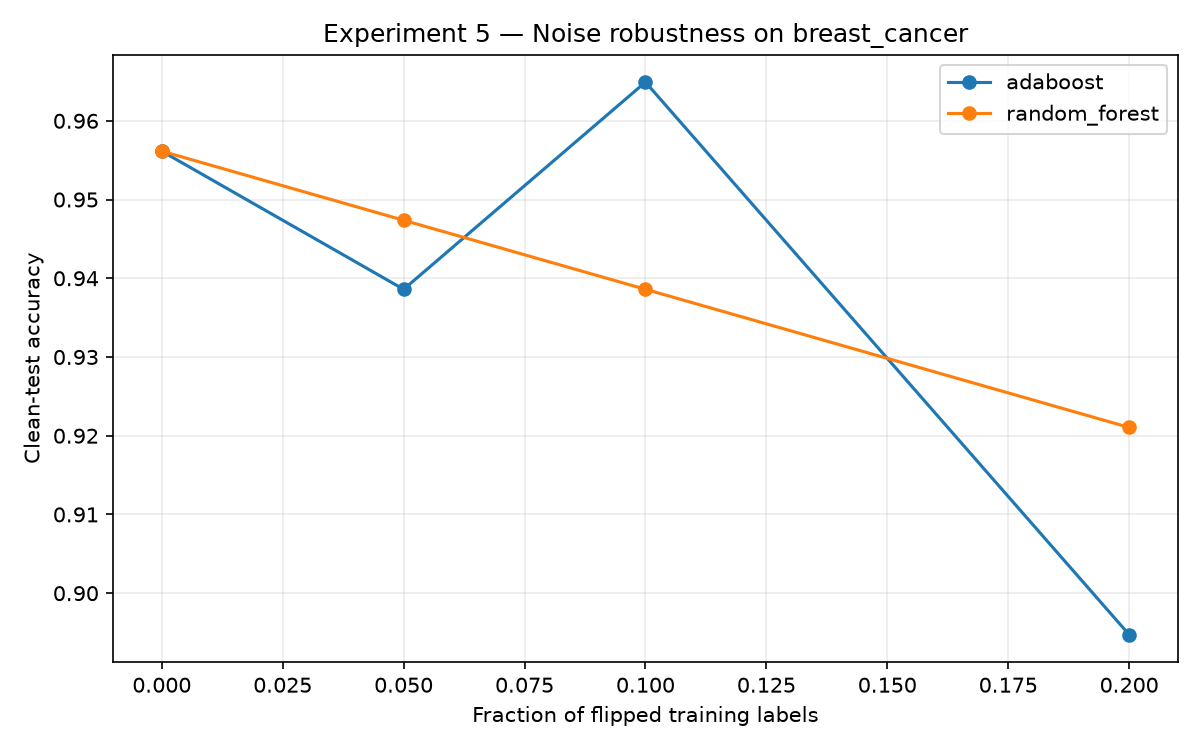 Experiment 5 — Noise robustness on breast_cancer
adaboost
random_forest
Clean-test accuracy
0.96
0.95
0.94
0.93
0.92
0.91
0.90
0.000 0.025 0.050 0.075 0.100 0.125 0.150 0.175 0.200
Fraction of flipped training labels